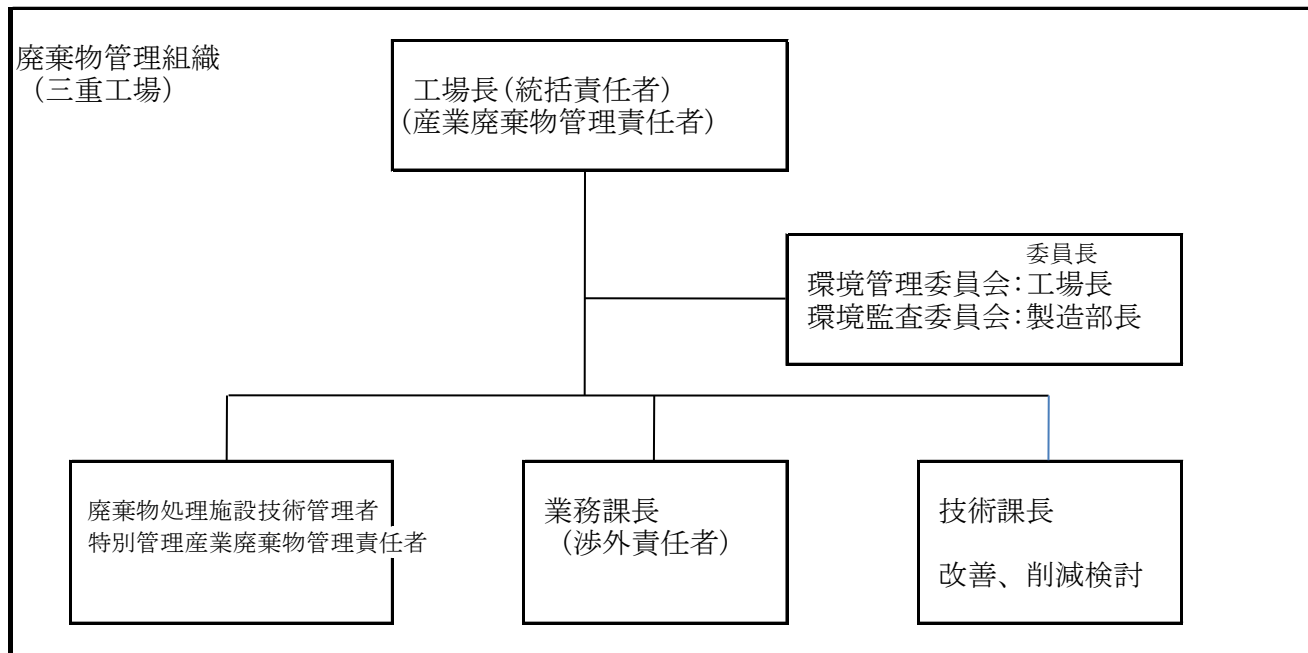 廃棄物管理組織
（三重工場）
工場長（統括責任者）
（産業廃棄物管理責任者）
委員長
環境管理委員会：工場長
環境監査委員会：製造部長
廃棄物処理施設技術管理者
特別管理産業廃棄物管理責任者
業務課長
（渉外責任者）
技術課長
改善、削減検討